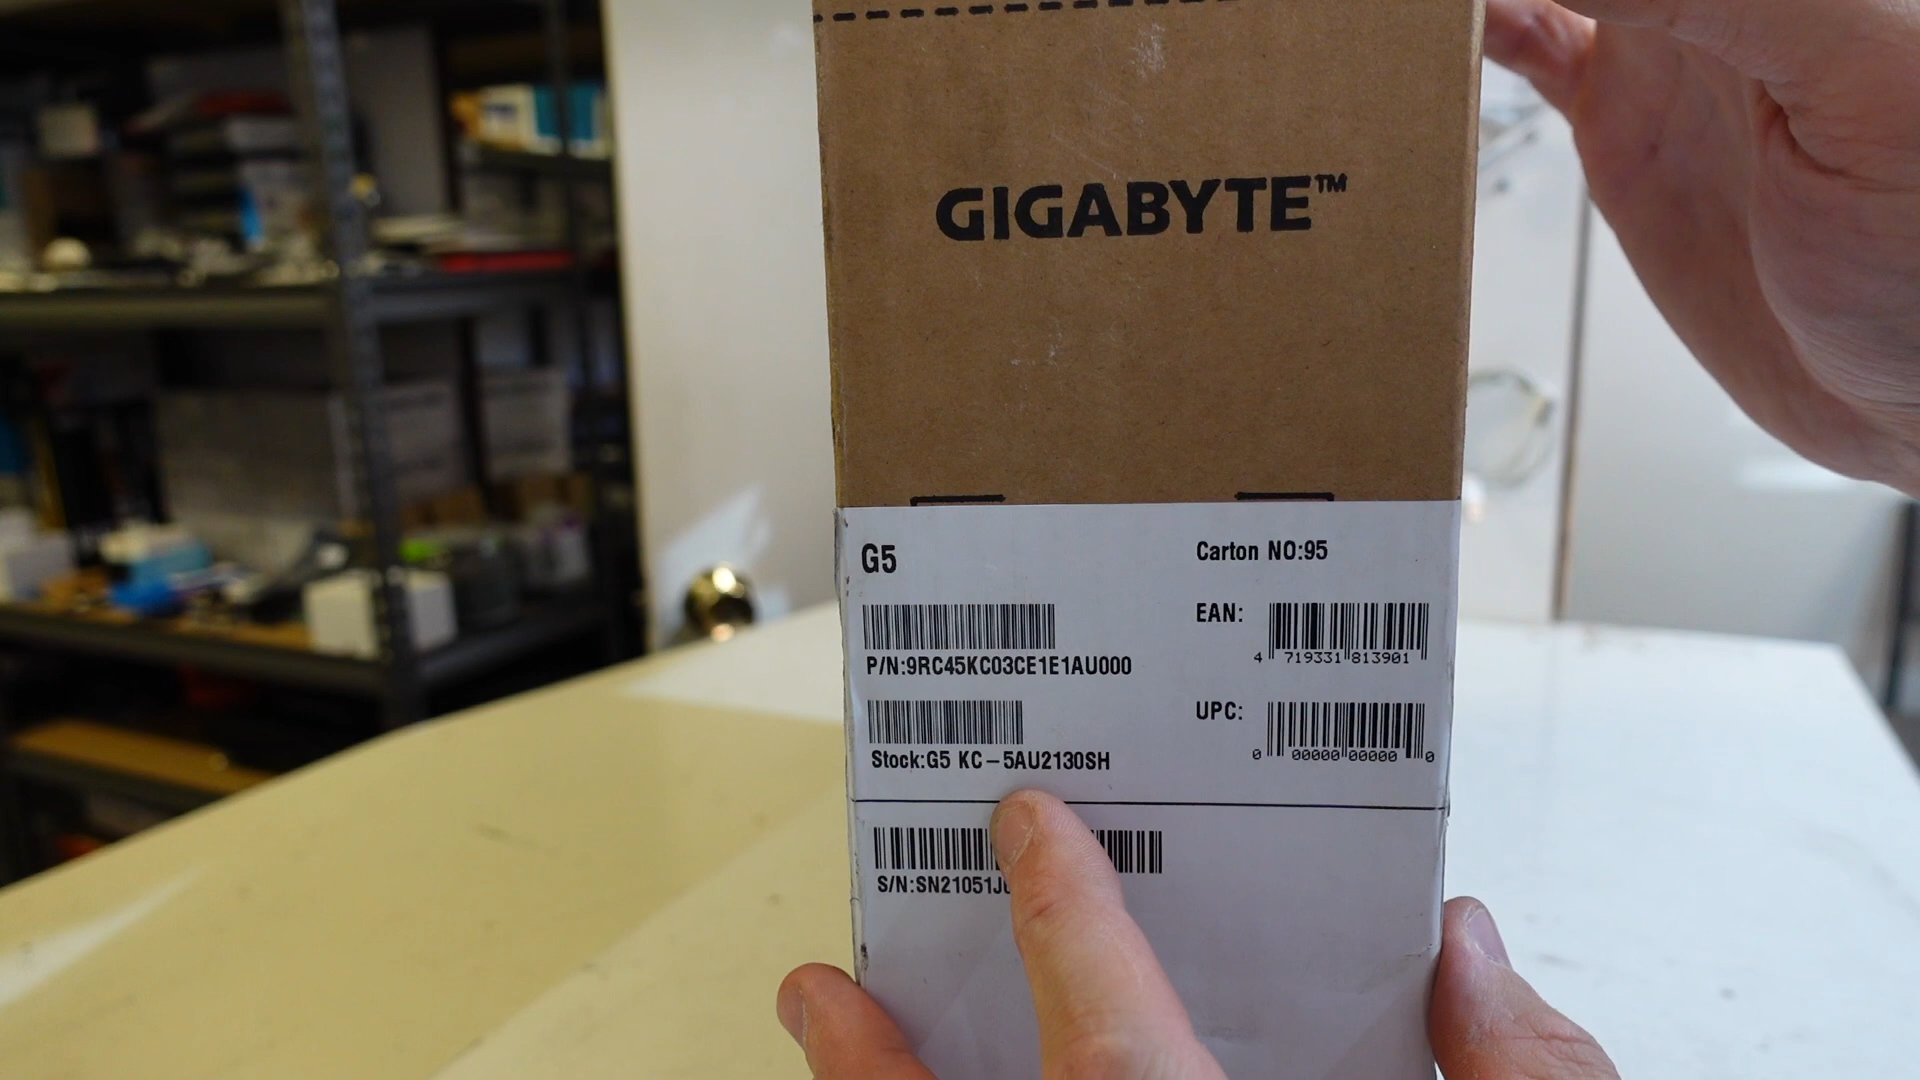 GIGABYTE™
G5
Carton NO:95
EAN:
4 719331 813901
P/N:9RC45KC03CE1E1AU000
UPC:
0 00000 00000 0
Stock:G5 KC-5AU2130SH
S/N:SN21051J